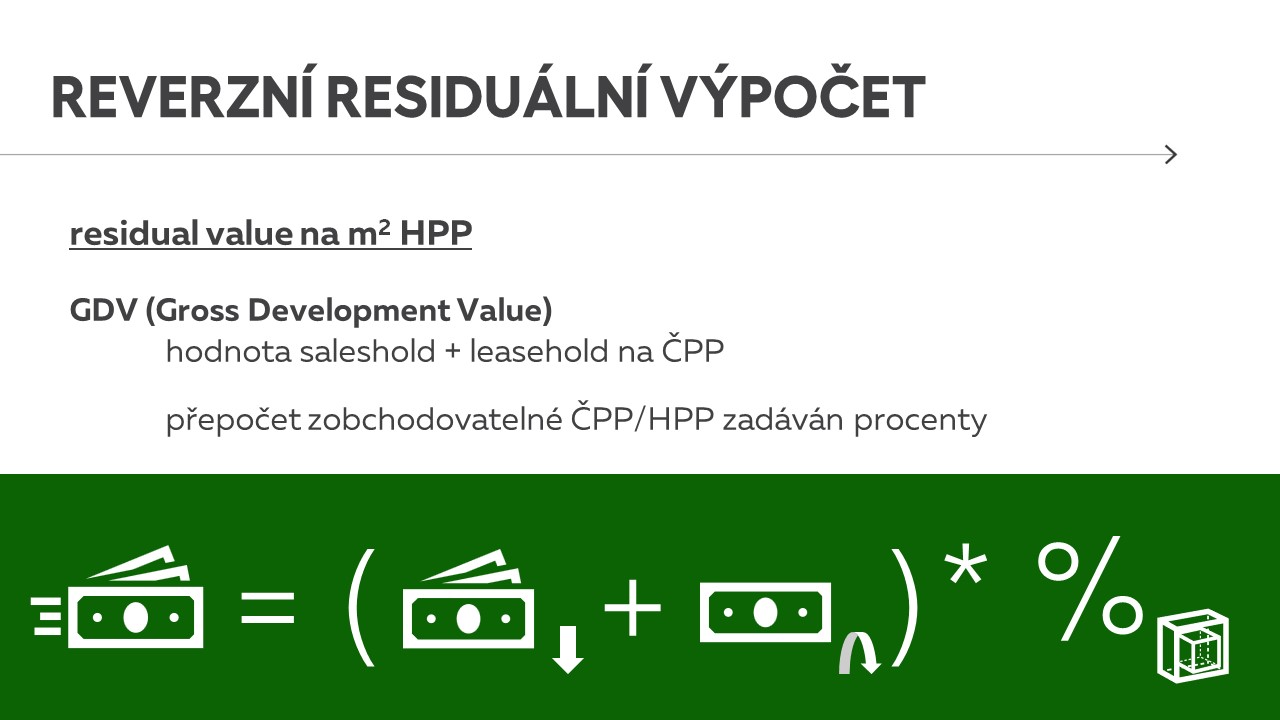 REVERZNÍ RESIDUÁLNÍ VÝPOČET
residual value na m² HPP
GDV (Gross Development Value)
hodnota saleshold + leasehold na ČPP
přepočet zobchodovatelné ČPP/HPP zadáván procenty
= ( + ) * %